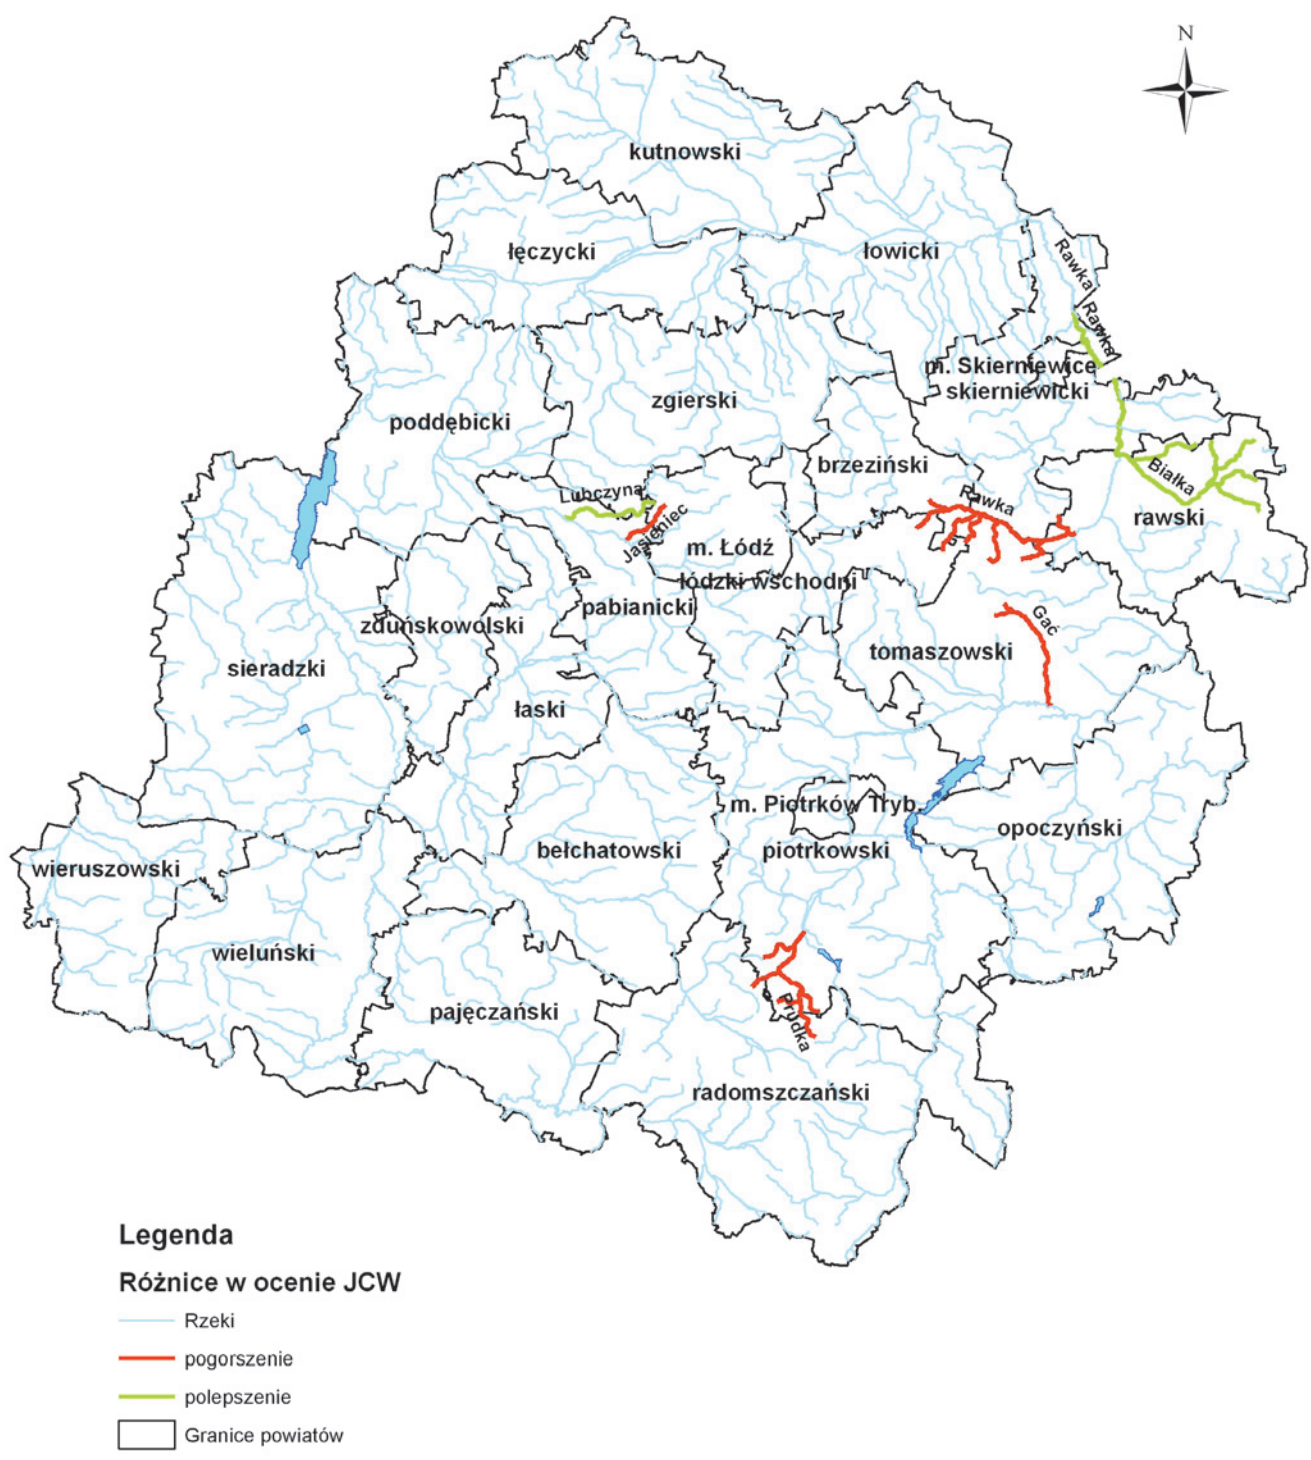 N
kutnowski
łęczycki
łowicki
Rawka
Rawka
m. Skierniewice
skierniewicki
zgierski
poddębicki
brzeziński
Białka
Lubczyna
Rawka
rawski
Jasieniec
m. Łódź
łódzki wschodni
pabianicki
zduńskowolski
Gać
tomaszowski
sieradzki
łaski
m. Piotrków Tryb.
opoczyński
bełchatowski
piotrkowski
wieruszowski
wieluński
pajęczański
Prudka
radomszczański
Legenda
Różnice w ocenie JCW
Rzeki
pogorszenie
polepszenie
Granice powiatów